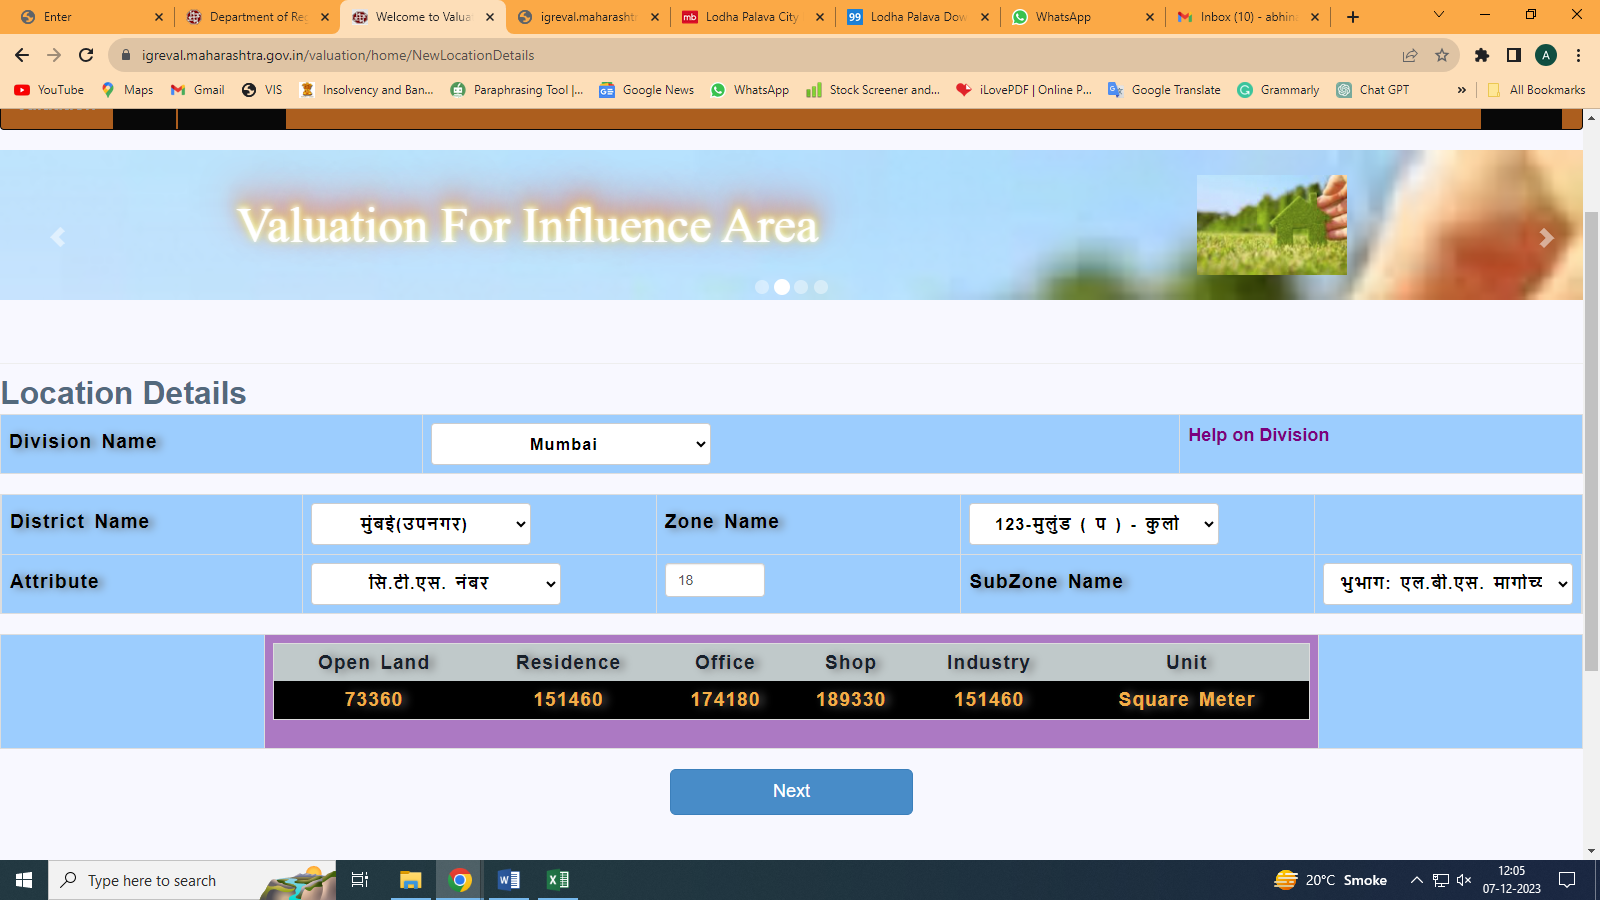 Enter
Department of Reg
Welcome to Valua
igreval.maharasht
Lodha Palava City
99 Lodha Palava Dow
WhatsApp
Inbox (10) - abhin
igreval.maharashtra.gov.in/valuation/home/NewLocationDetails
A
YouTube
Maps
Gmail
VIS
Insolvency and Ban...
Paraphrasing Tool |...
Google News
WhatsApp
Stock Screener and...
iLovePDF | Online P...
Google Translate
Grammarly
Chat GPT
All Bookmarks
Valuation For Influence Area
Location Details
Division Name
Mumbai
Help on Division
District Name
मुंबई(उपनगर)
Zone Name
123-मुलुंड ( प ) - कुर्ला
Attribute
सि.टी.एस. नंबर
18
SubZone Name
भुभाग: एल.बी.एस. मार्गाच्य
Open Land Residence Office Shop Industry Unit
73360 151460 174180 189330 151460 Square Meter
Next
Type here to search
20°C Smoke
12:05
07-12-2023